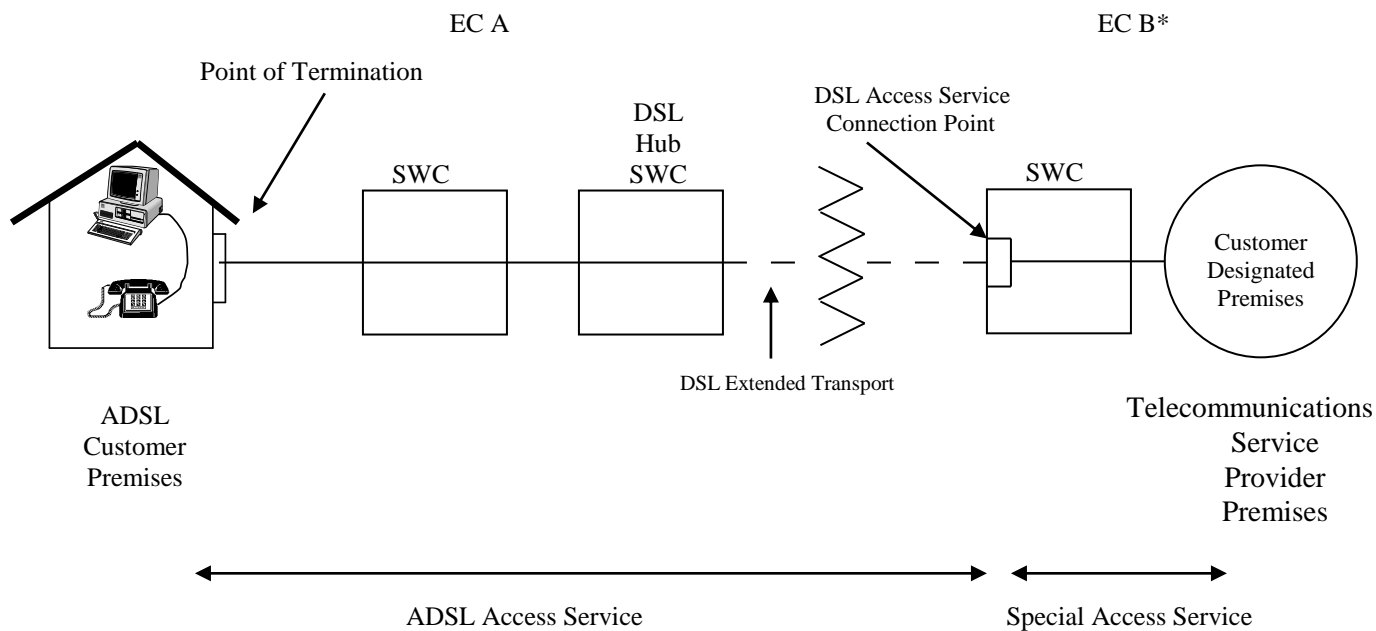 EC A
EC B*
Point of Termination
DSL Access Service
Connection Point
DSL
Hub
SWC
SWC
SWC
Customer
Designated
Premises
DSL Extended Transport
ADSL
Customer
Premises
Telecommunications
Service
Provider
Premises
ADSL Access Service
Special Access Service